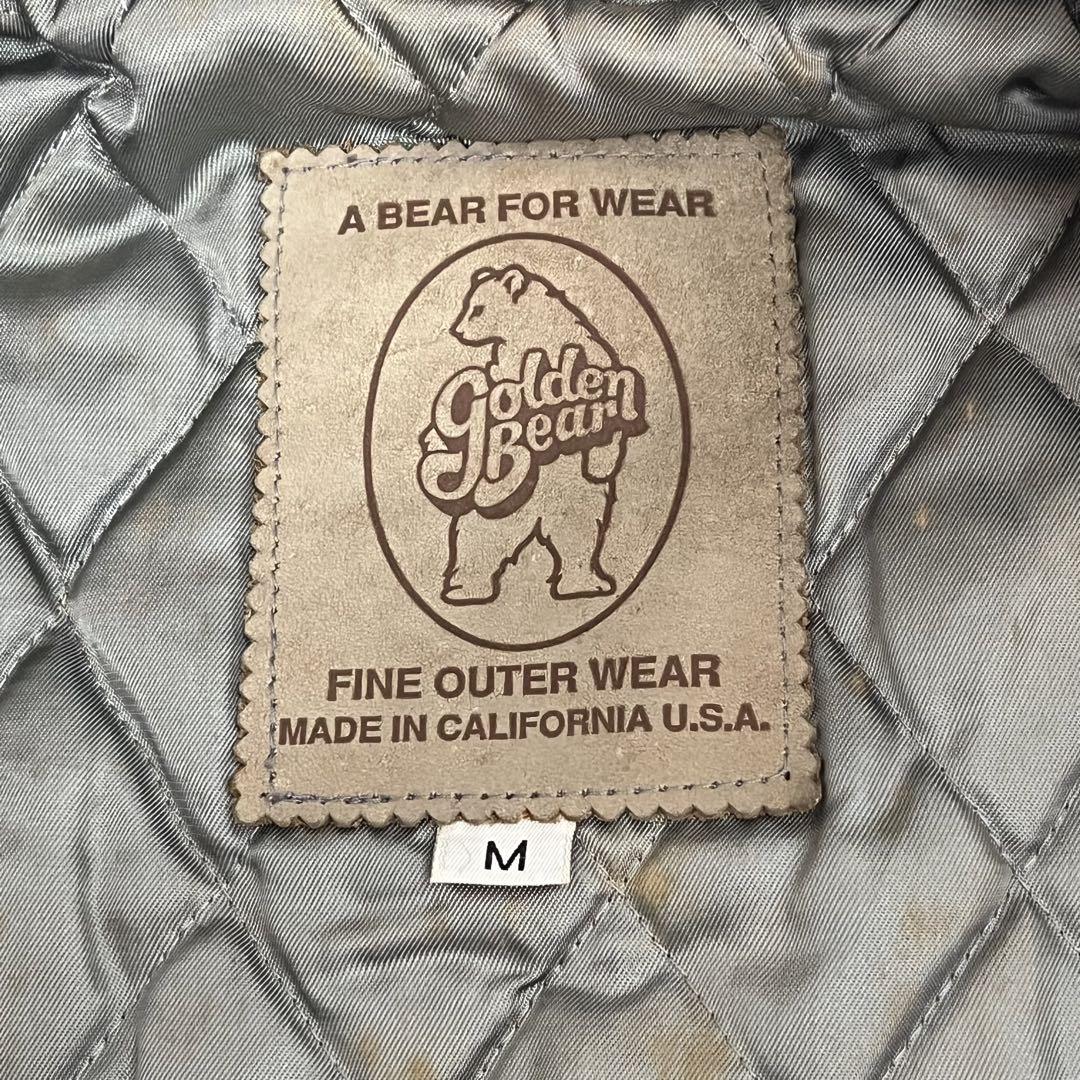 A BEAR FOR WEAR
Golden
Bear
FINE OUTER WEAR
MADE IN CALIFORNIA U.S.A.
M